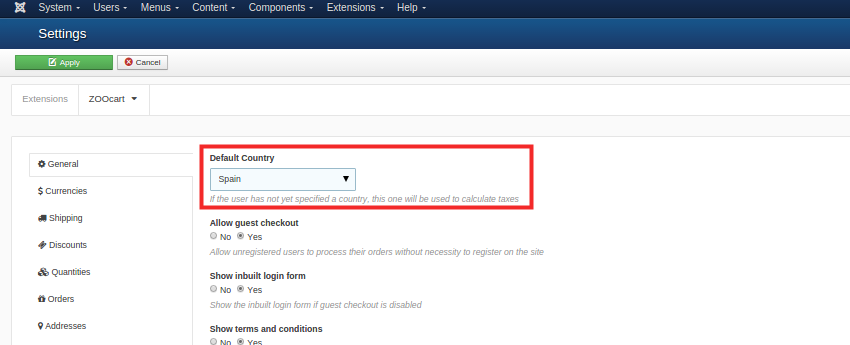 System Users Menus Content Components Extensions Help
Settings
Apply Cancel
Extensions ZOOcart
General
Currencies
Shipping
Discounts
Quantities
Orders
Addresses
Default Country
Spain
If the user has not yet specified a country, this one will be used to calculate taxes
Allow guest checkout
No Yes
Allow unregistered users to process their orders without necessity to register on the site
Show inbuilt login form
No Yes
Show the inbuilt login form if guest checkout is disabled
Show terms and conditions
No Yes